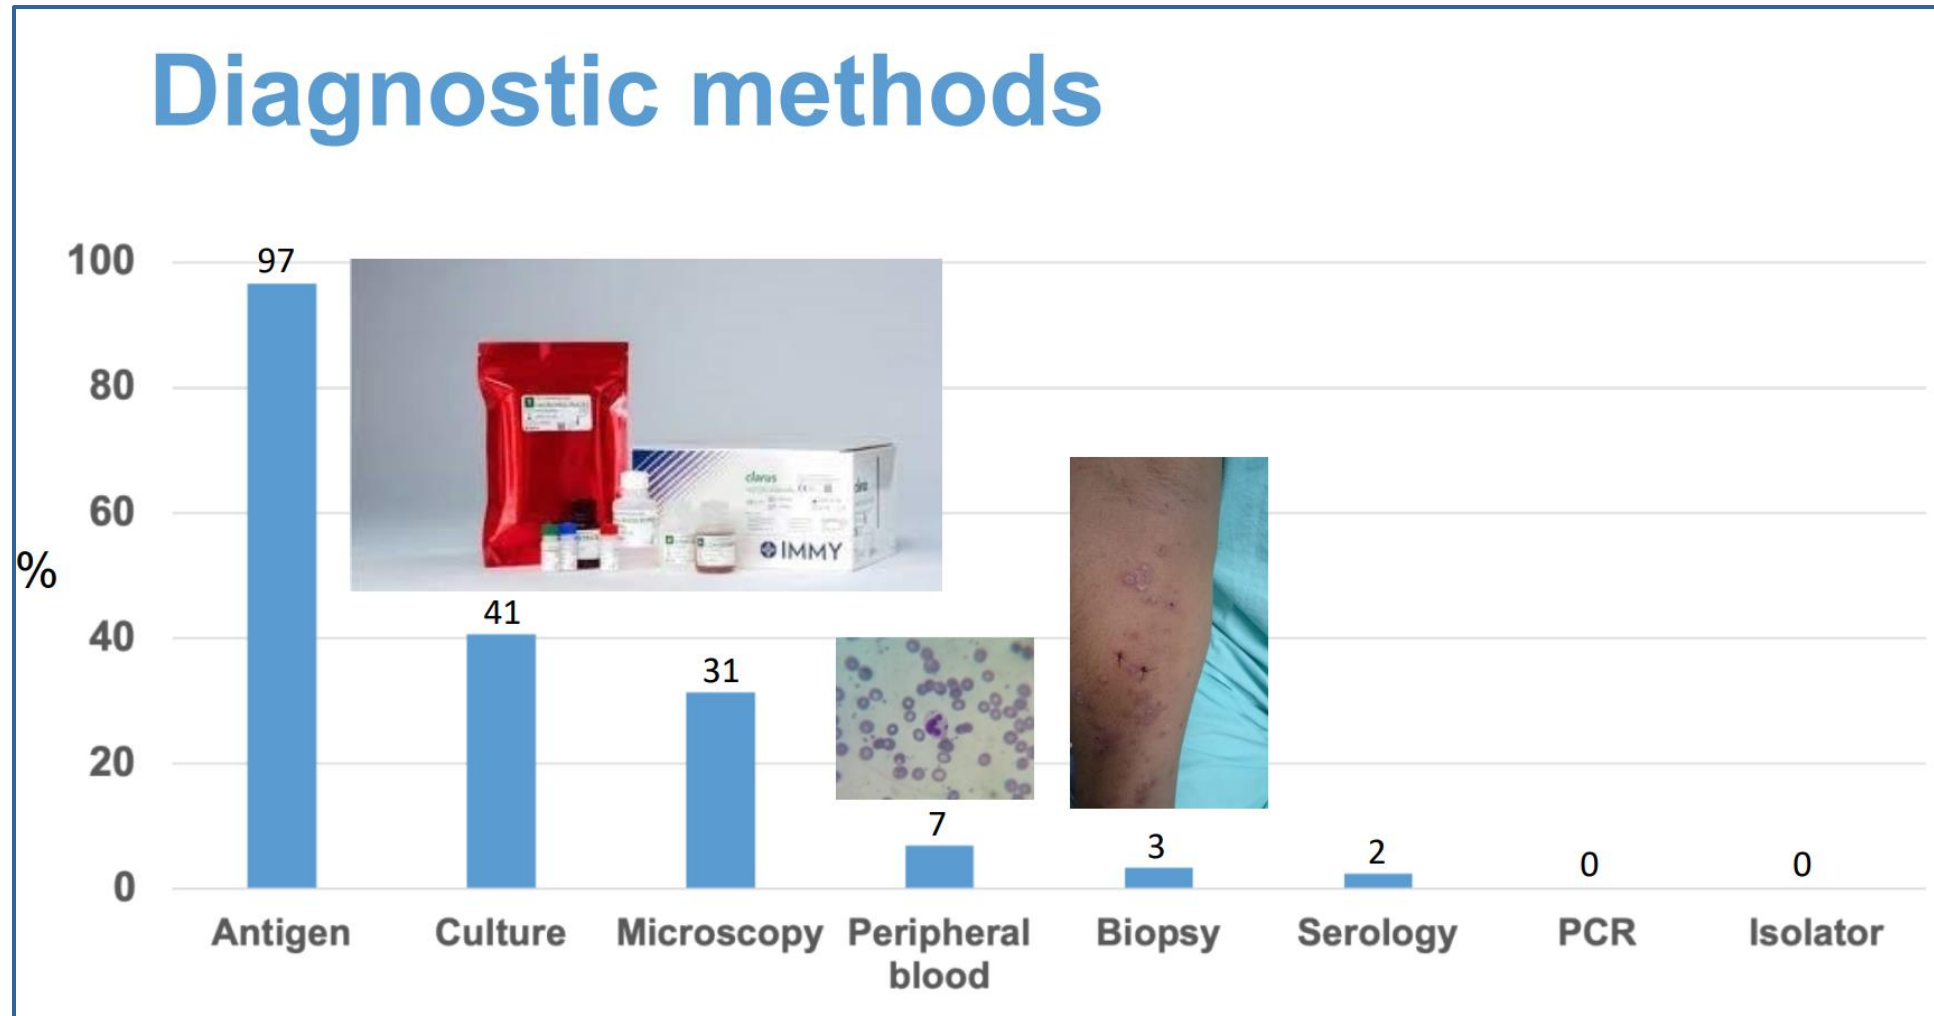 Diagnostic methods
100
80
60
40
20
0
%
97
41
31
7
3
2
0
0
clarus
IMMY
Antigen
Culture
Microscopy
Peripheral
blood
Biopsy
Serology
PCR
Isolator